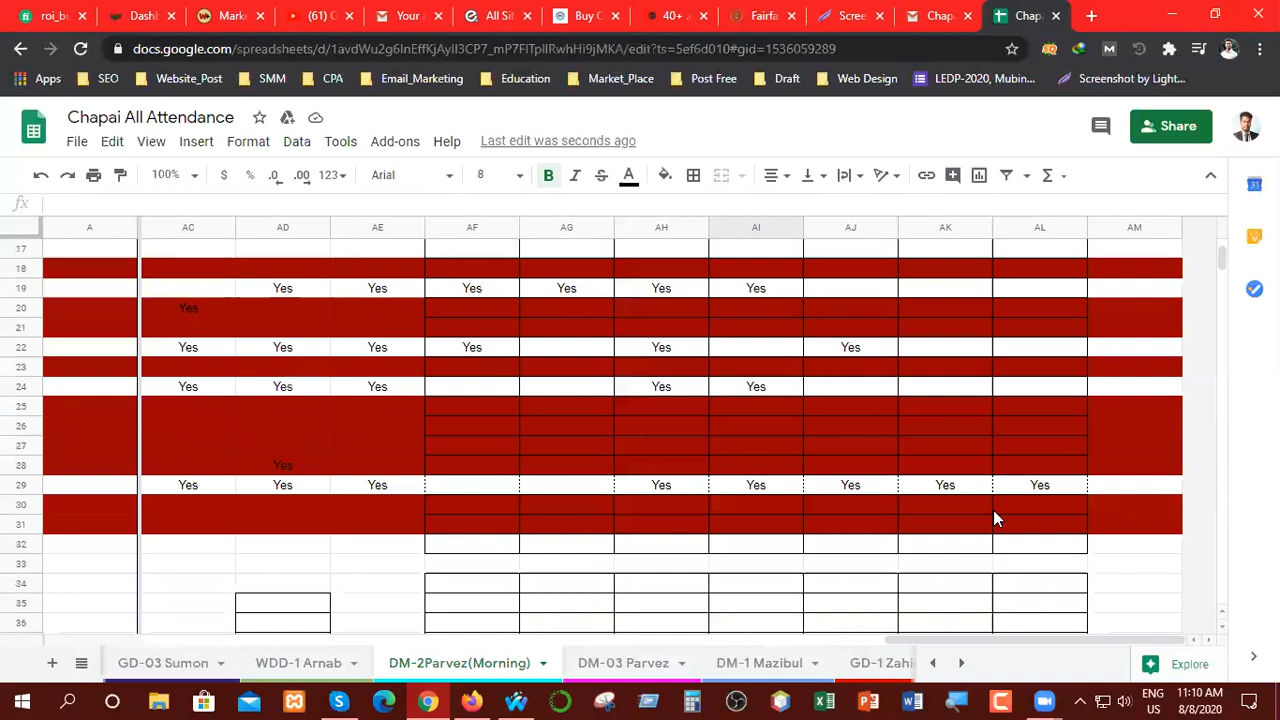 roi_bu
Dashb
Marke
(61) C
Your A
All Sit
Buy C
40+ J
Fairfa
Scree
Chap
Chap
docs.google.com/spreadsheets/d/1avdWu2g6lnEffKjAyIl3CP7_mP7FlTpIlRwhHi9jMKA/edit?ts=5ef6d010#gid=1536059289
Apps SEO Website_Post SMM CPA Email_Marketing Education Market_Place Post Free Draft Web Design LEDP-2020, Mubin... Screenshot by Light...
Chapai All Attendance
Share
File Edit View Insert Format Data Tools Add-ons Help Last edit was seconds ago
100% $ % .0 .00 123 Arial 8 B I S A Σ
fx
A AC AD AE AF AG AH AI AJ AK AL AM
17
18
19 Yes Yes Yes Yes Yes Yes
20 Yes
21
22 Yes Yes Yes Yes Yes Yes
23
24 Yes Yes Yes Yes Yes
25
26
27
28 Yes
29 Yes Yes Yes Yes Yes Yes Yes Yes
30
31
32
33
34
35
36
GD-03 Sumon WDD-1 Arnab DM-2Parvez(Morning) DM-03 Parvez DM-1 Mazibul GD-1 Zahi Explore
ENG 11:10 AM
US 8/8/2020